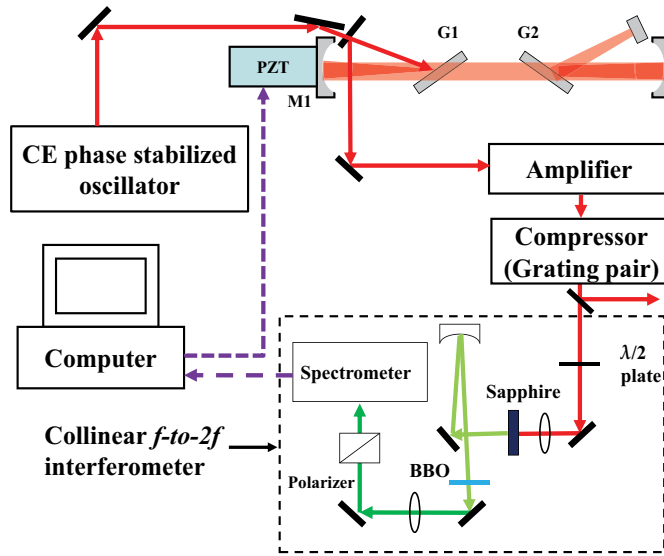 G1
G2
PZT
M1
CE phase stabilized
oscillator
Amplifier
Compressor
(Grating pair)
Computer
Spectrometer
λ/2
plate
Sapphire
Collinear f-to-2f
interferometer
Polarizer
BBO